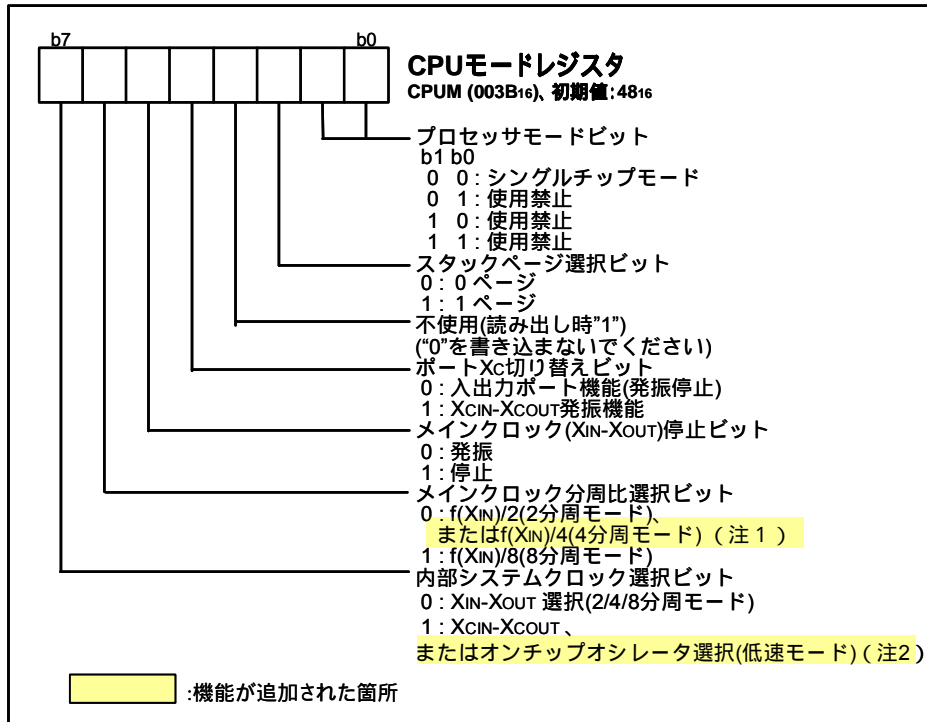 b7 b0
CPUモードレジスタ
CPUM (003B16)、初期値:4816
プロセッサモードビット
b1 b0
0 0 : シングルチップモード
0 1 : 使用禁止
1 0 : 使用禁止
1 1 : 使用禁止
スタックページ選択ビット
0 : 0 ページ
1 : 1 ページ
不使用(読み出し時"1")
("0"を書き込まないでください)
ポートXC切り替えビット
0 : 入出力ポート機能(発振停止)
1 : XCIN-XCOUT発振機能
メインクロック(XIN-XOUT)停止ビット
0 : 発振
1 : 停止
メインクロック分周比選択ビット
0 : f(XIN)/2(2分周モード)、
またはf(XIN)/4(4分周モード)(注1)
1 : f(XIN)/8(8分周モード)
内部システムクロック選択ビット
0 : XIN-XOUT 選択(2/4/8分周モード)
1 : XCIN-XCOUT 、
またはオンチップオシレータ選択(低速モード)(注2)
:機能が追加された箇所